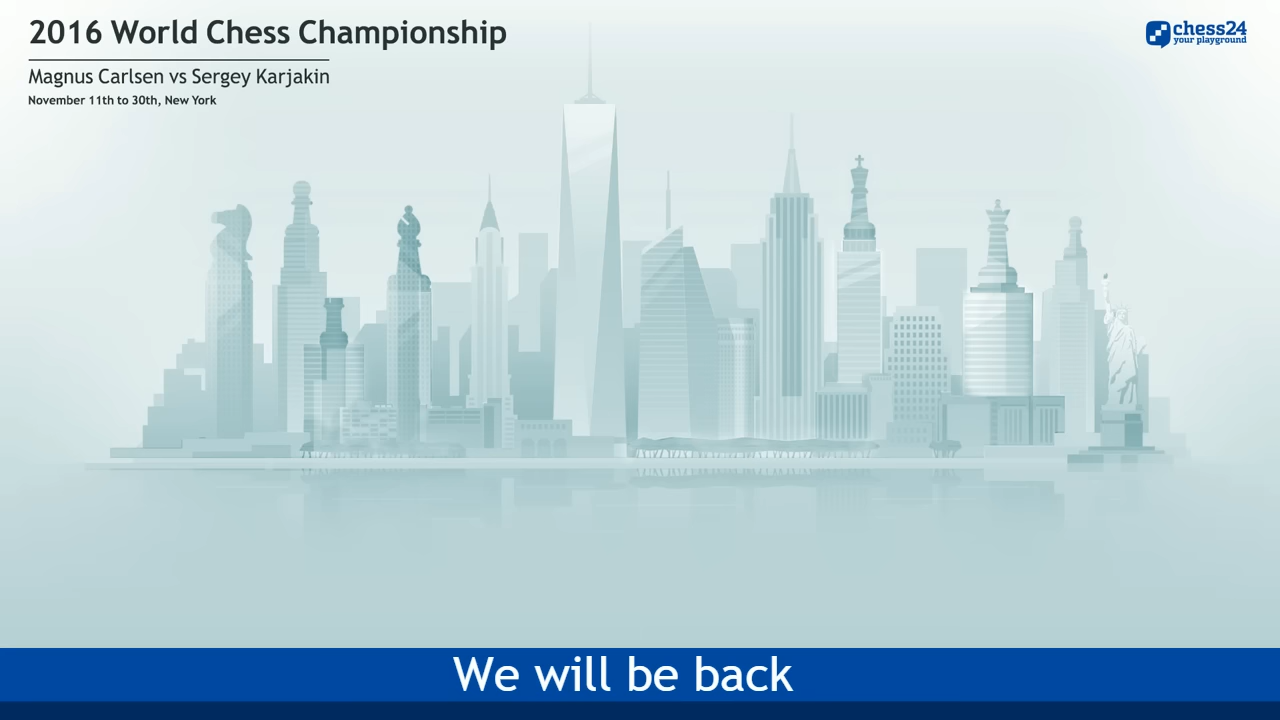 2016 World Chess Championship
chess24
your playground
Magnus Carlsen vs Sergey Karjakin
November 11th to 30th, New York
We will be back